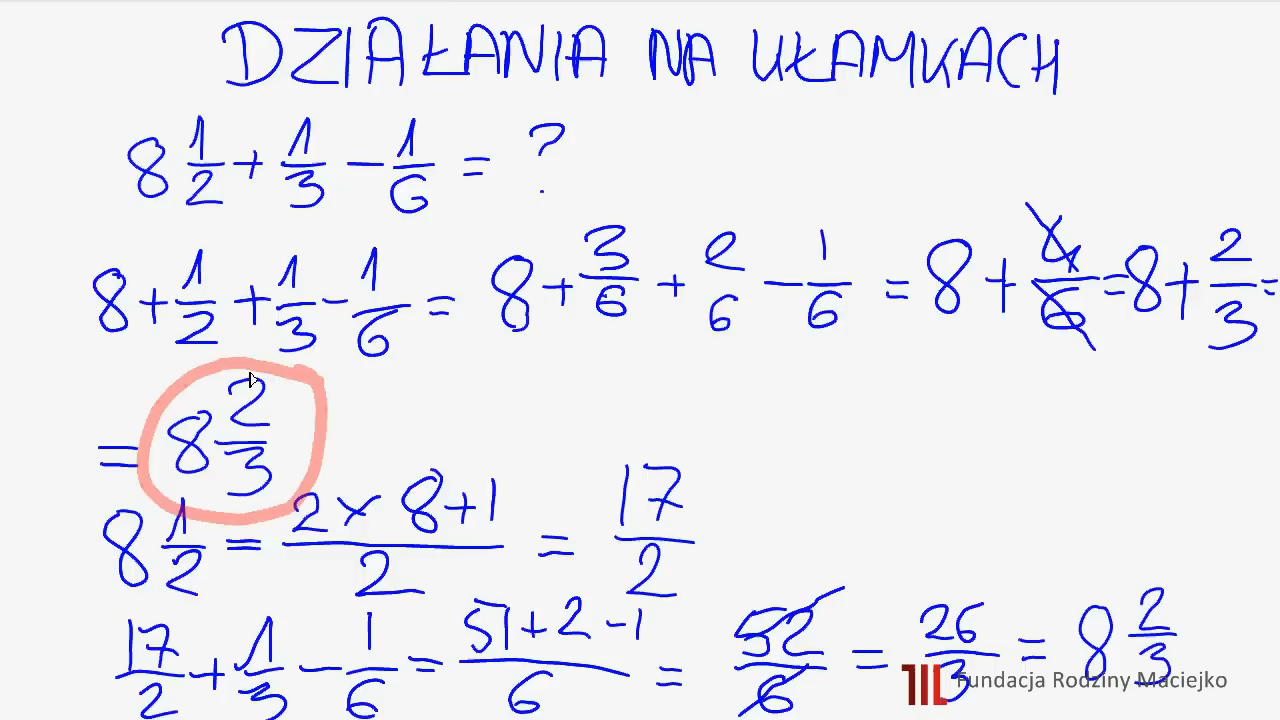 DZIAŁANIA NA UŁAMKACH
8 1/2 + 1/3 - 1/6 = ?
8 + 1/2 + 1/3 - 1/6 = 8 + 3/6 + 2/6 - 1/6 = 8 + 4/6 = 8 + 2/3 =
= 8 2/3
8 1/2 = (2 × 8 + 1)/2 = 17/2
17/2 + 1/3 - 1/6 = (51 + 2 - 1)/6 = 52/6 = 26/3 = 8 2/3
Fundacja Rodziny Maciejko